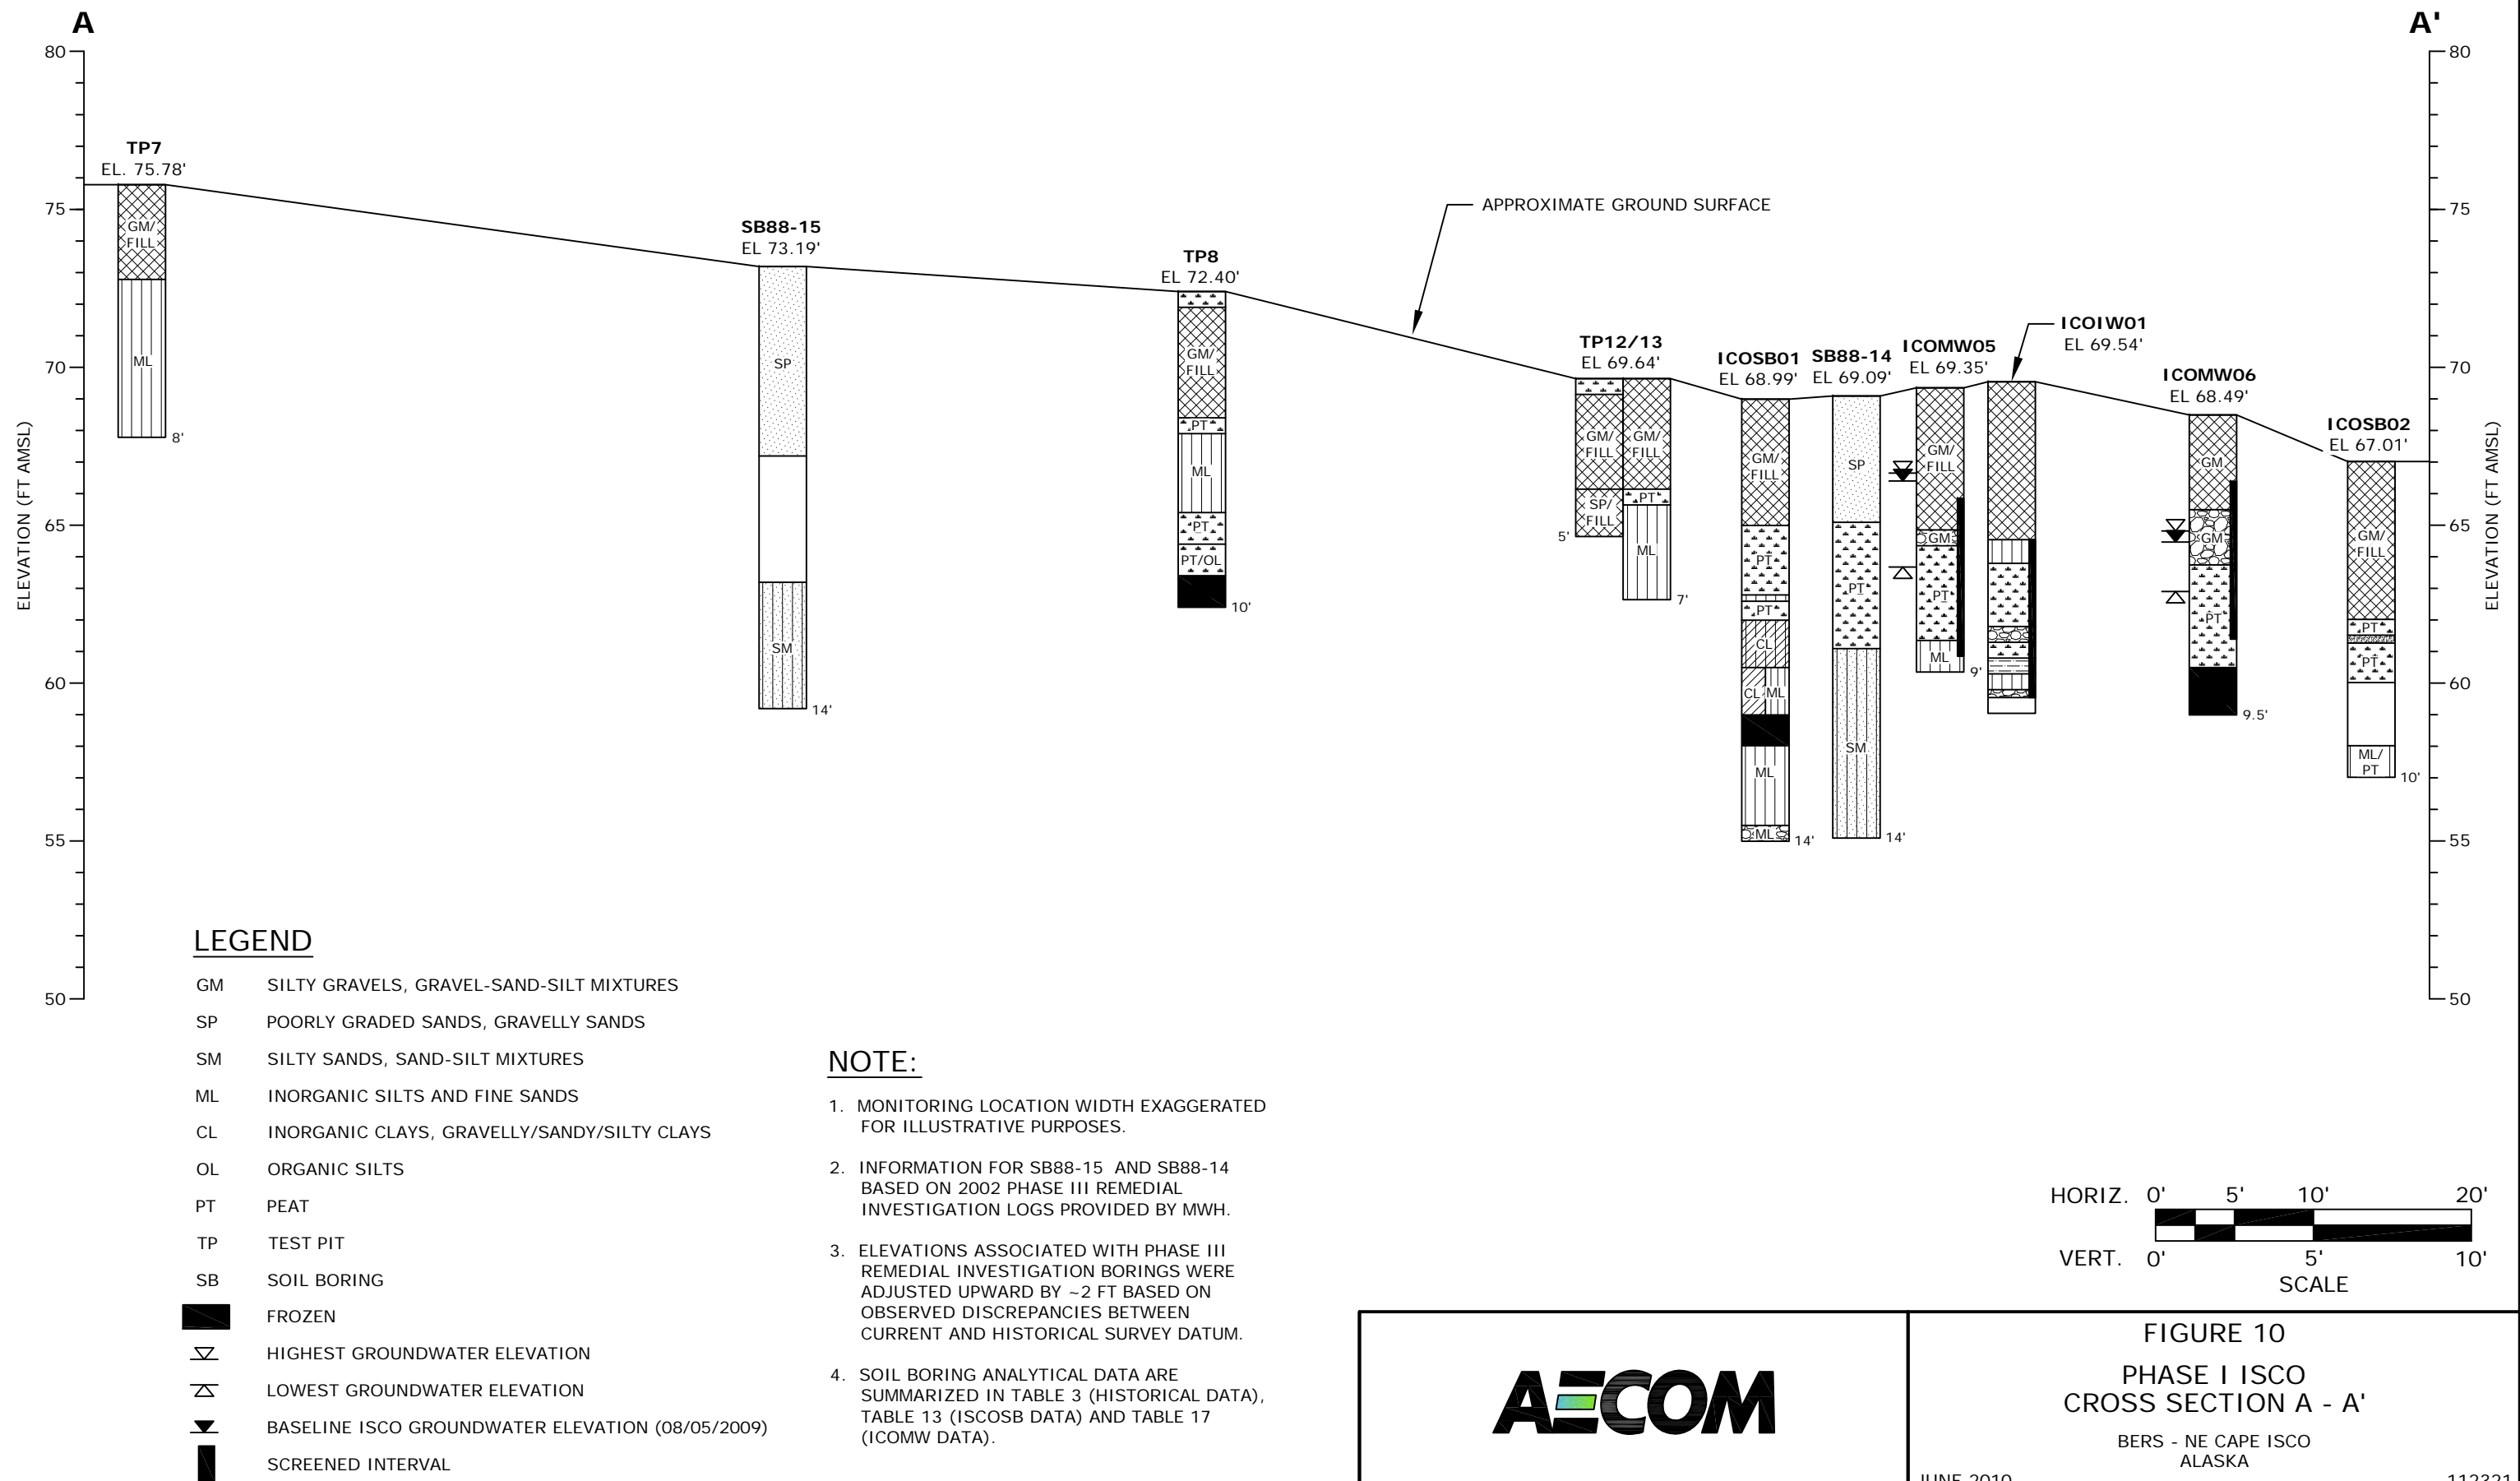 A
A'
80
75
70
65
60
55
50
ELEVATION (FT AMSL)
TP7
EL. 75.78'
GM/
FILL
ML
8'
SB88-15
EL 73.19'
SP
SM
14'
TP8
EL 72.40'
GM/
FILL
PT
ML
PT
PT/OL
10'
APPROXIMATE GROUND SURFACE
TP12/13
EL 69.64'
GM/
FILL
SP/
FILL
5'
GM/
FILL
PT
ML
7'
ICOSB01
EL 68.99'
GM/
FILL
PT
PT
CL
CL ML
ML
ML
14'
SB88-14
EL 69.09'
SP
PT
SM
14'
ICOMW05
EL 69.35'
GM/
FILL
GM
PT
ML
9'
ICOIW01
EL 69.54'
ICOMW06
EL 68.49'
GM
GM
PT
9.5'
ICOSB02
EL 67.01'
GM/
FILL
PT
PT
ML/
PT
10'
80
75
70
65
60
55
50
ELEVATION (FT AMSL)
LEGEND
GM SILTY GRAVELS, GRAVEL-SAND-SILT MIXTURES
SP POORLY GRADED SANDS, GRAVELLY SANDS
SM SILTY SANDS, SAND-SILT MIXTURES
ML INORGANIC SILTS AND FINE SANDS
CL INORGANIC CLAYS, GRAVELLY/SANDY/SILTY CLAYS
OL ORGANIC SILTS
PT PEAT
TP TEST PIT
SB SOIL BORING
FROZEN
HIGHEST GROUNDWATER ELEVATION
LOWEST GROUNDWATER ELEVATION
BASELINE ISCO GROUNDWATER ELEVATION (08/05/2009)
SCREENED INTERVAL
NOTE:
1. MONITORING LOCATION WIDTH EXAGGERATED
FOR ILLUSTRATIVE PURPOSES.
2. INFORMATION FOR SB88-15 AND SB88-14
BASED ON 2002 PHASE III REMEDIAL
INVESTIGATION LOGS PROVIDED BY MWH.
3. ELEVATIONS ASSOCIATED WITH PHASE III
REMEDIAL INVESTIGATION BORINGS WERE
ADJUSTED UPWARD BY ~2 FT BASED ON
OBSERVED DISCREPANCIES BETWEEN
CURRENT AND HISTORICAL SURVEY DATUM.
4. SOIL BORING ANALYTICAL DATA ARE
SUMMARIZED IN TABLE 3 (HISTORICAL DATA),
TABLE 13 (ISCOSB DATA) AND TABLE 17
(ICOMW DATA).
HORIZ. 0' 5' 10' 20'
VERT. 0' 5' 10'
SCALE
AECOM
FIGURE 10
PHASE I ISCO
CROSS SECTION A - A'
BERS - NE CAPE ISCO
ALASKA
JUNE 2010 112321